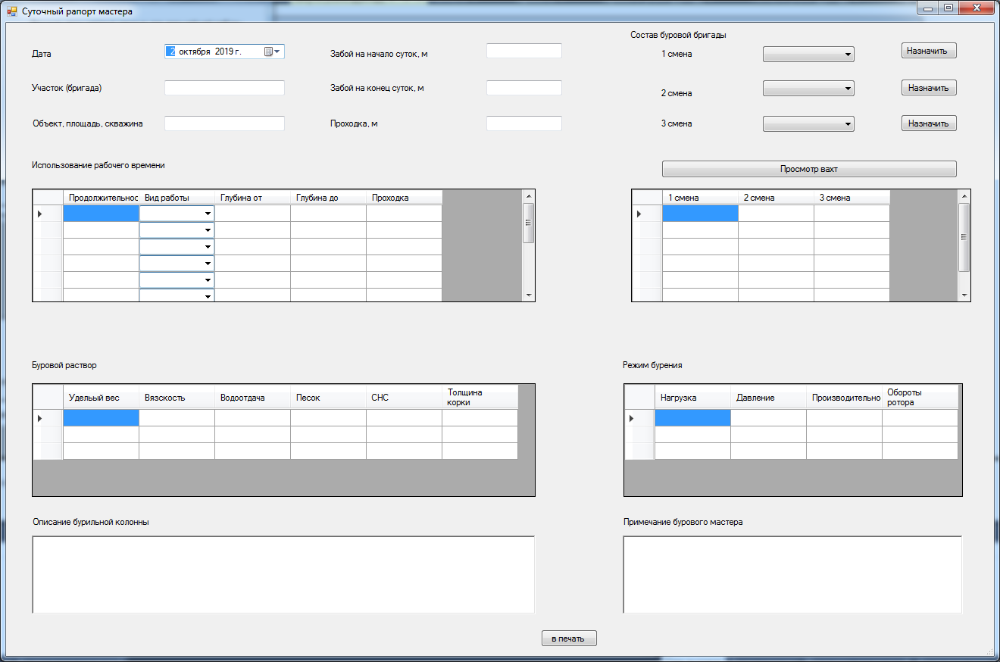 Суточный рапорт мастера
Состав буровой бригады
Дата
2 октября 2019 г.
Забой на начало суток, м
1 смена
Назначить
Участок (бригада)
Забой на конец суток, м
2 смена
Назначить
Объект, площадь, скважина
Проходка, м
3 смена
Назначить
Использование рабочего времени
Просмотр вахт
Продолжительнос
Вид работы
Глубина от
Глубина до
Проходка
1 смена
2 смена
3 смена
Буровой раствор
Режим бурения
Удельый вес
Вязскость
Водоотдача
Песок
СНС
Толщина
корки
Нагрузка
Давление
Производительно
Обороты
ротора
Описание бурильной колонны
Примечание бурового мастера
в печать